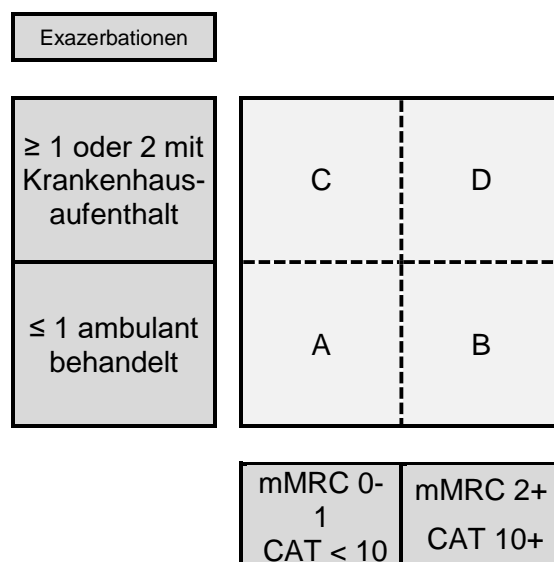 Exazerbationen
≥ 1 oder 2 mit
Krankenhaus-
aufenthalt
C
D
≤ 1 ambulant
behandelt
A
B
mMRC 0-
1
CAT < 10
mMRC 2+
CAT 10+